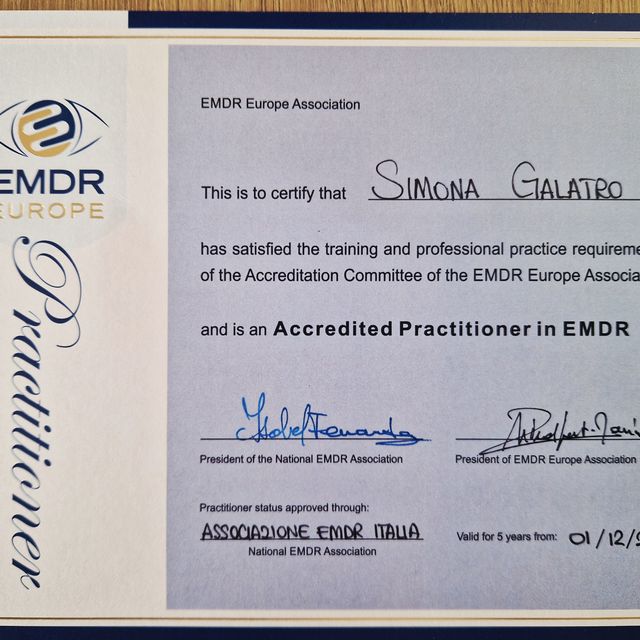 EMDR
EUROPE
Practitioner
EMDR Europe Association
This is to certify that SIMONA GALATRO
has satisfied the training and professional practice requireme
of the Accreditation Committee of the EMDR Europe Associa
and is an Accredited Practitioner in EMDR
President of the National EMDR Association
President of EMDR Europe Association
Practitioner status approved through:
ASSOCIAZIONE EMDR ITALIA
National EMDR Association
Valid for 5 years from: 01/12/